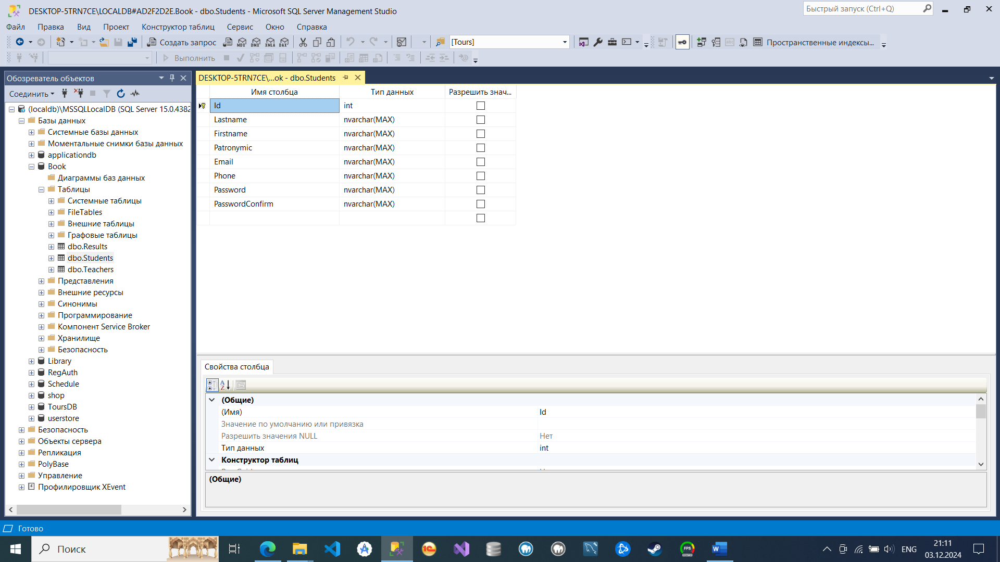 DESKTOP-5TRN7CE\LOCALDB#AD2F2D2E.Book - dbo.Students - Microsoft SQL Server Management Studio
Быстрый запуск (Ctrl+Q)
Файл Правка Вид Проект Конструктор таблиц Сервис Окно Справка
Создать запрос MDX DMX XMLA DAX [Tours] Пространственные индексы...
Выполнить
Обозреватель объектов
Соединить
(localdb)\MSSQLLocalDB (SQL Server 15.0.4382
Базы данных
Системные базы данных
Моментальные снимки базы данных
applicationdb
Book
Диаграммы баз данных
Таблицы
Системные таблицы
FileTables
Внешние таблицы
Графовые таблицы
dbo.Results
dbo.Students
dbo.Teachers
Представления
Внешние ресурсы
Синонимы
Программирование
Компонент Service Broker
Хранилище
Безопасность
Library
RegAuth
Schedule
shop
ToursDB
userstore
Безопасность
Объекты сервера
Репликация
PolyBase
Управление
Профилировщик XEvent
DESKTOP-5TRN7CE\...ok - dbo.Students
Имя столбца Тип данных Разрешить знач...
Id int
Lastname nvarchar(MAX)
Firstname nvarchar(MAX)
Patronymic nvarchar(MAX)
Email nvarchar(MAX)
Phone nvarchar(MAX)
Password nvarchar(MAX)
PasswordConfirm nvarchar(MAX)
Свойства столбца
(Общие)
(Имя) Id
Значение по умолчанию или привязка
Разрешить значения NULL Нет
Тип данных int
Конструктор таблиц
(Общие)
Готово
Поиск
ENG
21:11
03.12.2024